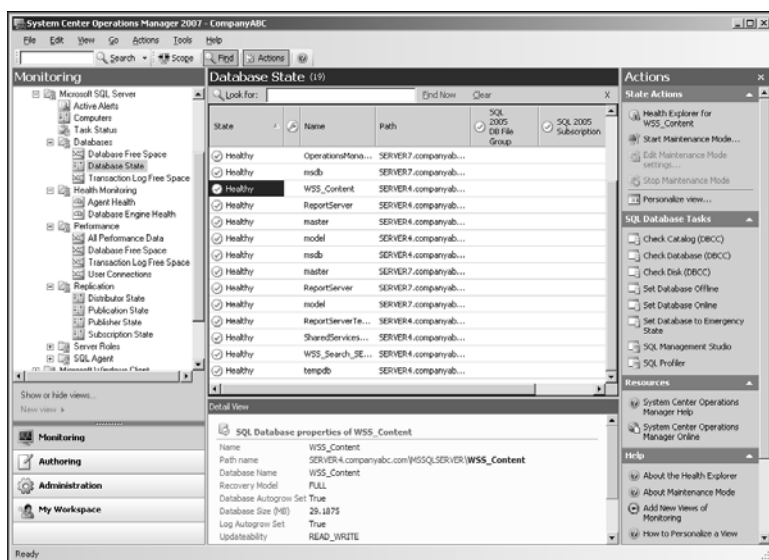 System Center Operations Manager 2007 - CompanyABC
File Edit View Go Actions Tools Help
Search Scope Find Actions
Monitoring
Microsoft SQL Server
Active Alerts
Computers
Task Status
Databases
Database Free Space
Database State
Transaction Log Free Space
Health Monitoring
Agent Health
Database Engine Health
Performance
All Performance Data
Database Free Space
Transaction Log Free Space
User Connections
Replication
Distributor State
Publication State
Publisher State
Subscription State
Server Roles
SQL Agent
Microsoft Windows Client
Show or hide views...
New view
Monitoring
Authoring
Administration
My Workspace
Database State (19)
Look for: Find Now Clear X
State Name Path SQL 2005 DB File Group SQL 2005 Subscription
Healthy OperationsMana... SERVER7.companyab...
Healthy msdb SERVER7.companyab...
Healthy WSS_Content SERVER4.companyab...
Healthy ReportServer SERVER4.companyab...
Healthy master SERVER4.companyab...
Healthy model SERVER4.companyab...
Healthy msdb SERVER4.companyab...
Healthy master SERVER7.companyab...
Healthy ReportServer SERVER7.companyab...
Healthy model SERVER7.companyab...
Healthy ReportServerTe... SERVER4.companyab...
Healthy SharedServices... SERVER4.companyab...
Healthy WSS_Search_SE... SERVER4.companyab...
Healthy tempdb SERVER4.companyab...
Detail View
SQL Database properties of WSS_Content
Name WSS_Content
Path name SERVER4.companyabc.com\MSSQLSERVER\WSS_Content
Database Name WSS_Content
Recovery Model FULL
Database Autogrow Set True
Database Size (MB) 29.1875
Log Autogrow Set True
Updateability READ_WRITE
Actions
State Actions
Health Explorer for
WSS_Content
Start Maintenance Mode...
Edit Maintenance Mode
settings...
Stop Maintenance Mode
Personalize view...
SQL Database Tasks
Check Catalog (DBCC)
Check Database (DBCC)
Check Disk (DBCC)
Set Database Offline
Set Database Online
Set Database to Emergency
State
SQL Management Studio
SQL Profiler
Resources
System Center Operations
Manager Help
System Center Operations
Manager Online
Help
About the Health Explorer
About Maintenance Mode
Add New Views of
Monitoring
How to Personalize a View
Ready